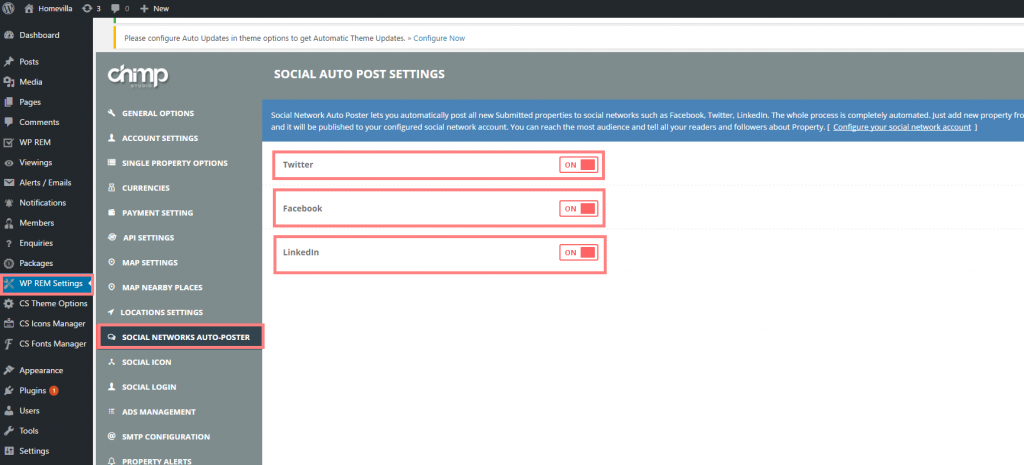 Homevilla 3 0 + New
Dashboard
Posts
Media
Pages
Comments
WP REM
Viewings
Alerts / Emails
Notifications
Members
Enquiries
Packages
WP REM Settings
CS Theme Options
CS Icons Manager
CS Fonts Manager
Appearance
Plugins 1
Users
Tools
Settings
Please configure Auto Updates in theme options to get Automatic Theme Updates. » Configure Now
chimp
STUDIO
GENERAL OPTIONS
ACCOUNT SETTINGS
SINGLE PROPERTY OPTIONS
CURRENCIES
PAYMENT SETTING
API SETTINGS
MAP SETTINGS
MAP NEARBY PLACES
LOCATIONS SETTINGS
SOCIAL NETWORKS AUTO-POSTER
SOCIAL ICON
SOCIAL LOGIN
ADS MANAGEMENT
SMTP CONFIGURATION
PROPERTY ALERTS
SOCIAL AUTO POST SETTINGS
Social Network Auto Poster lets you automatically post all new Submitted properties to social networks such as Facebook, Twitter, LinkedIn. The whole process is completely automated. Just add new property from
and it will be published to your configured social network account. You can reach the most audience and tell all your readers and followers about Property. [ Configure your social network account ]
Twitter ON
Facebook ON
LinkedIn ON